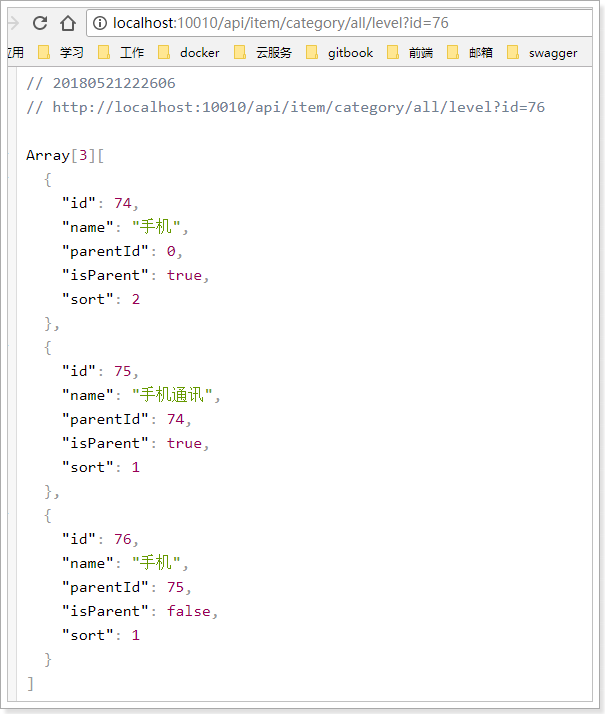 localhost:10010/api/item/category/all/level?id=76
应用 学习 工作 docker 云服务 gitbook 前端 邮箱 swagger
// 20180521222606
// http://localhost:10010/api/item/category/all/level?id=76
Array[3][
{
"id": 74,
"name": "手机",
"parentId": 0,
"isParent": true,
"sort": 2
},
{
"id": 75,
"name": "手机通讯",
"parentId": 74,
"isParent": true,
"sort": 1
},
{
"id": 76,
"name": "手机",
"parentId": 75,
"isParent": false,
"sort": 1
}
]